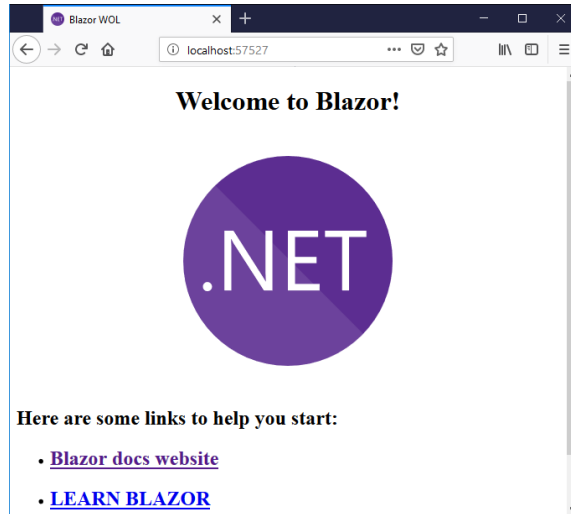 Blazor WOL
localhost:57527
Welcome to Blazor!
.NET
Here are some links to help you start:
Blazor docs website
LEARN BLAZOR